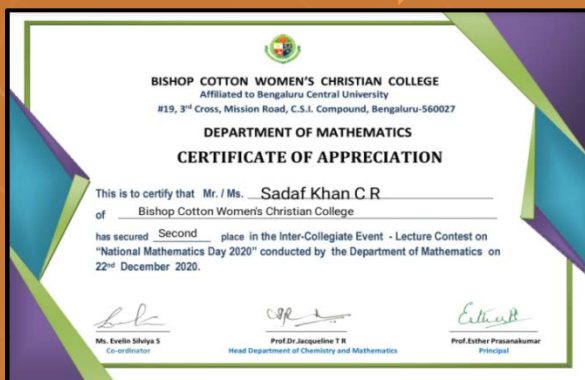 BISHOP COTTON WOMEN'S CHRISTIAN COLLEGE
Affiliated to Bengaluru Central University
#19, 3rd Cross, Mission Road, C.S.I. Compound, Bengaluru-560027
DEPARTMENT OF MATHEMATICS
CERTIFICATE OF APPRECIATION
This is to certify that Mr. / Ms. Sadaf Khan C R
of Bishop Cotton Women's Christian College
has secured Second place in the Inter-Collegiate Event - Lecture Contest on
“National Mathematics Day 2020” conducted by the Department of Mathematics on
22nd December 2020.
Ms. Evelin Silviya S
Co-ordinator
Prof.Dr.Jacqueline T R
Head Department of Chemistry and Mathematics
Prof.Esther Prasanakumar
Principal